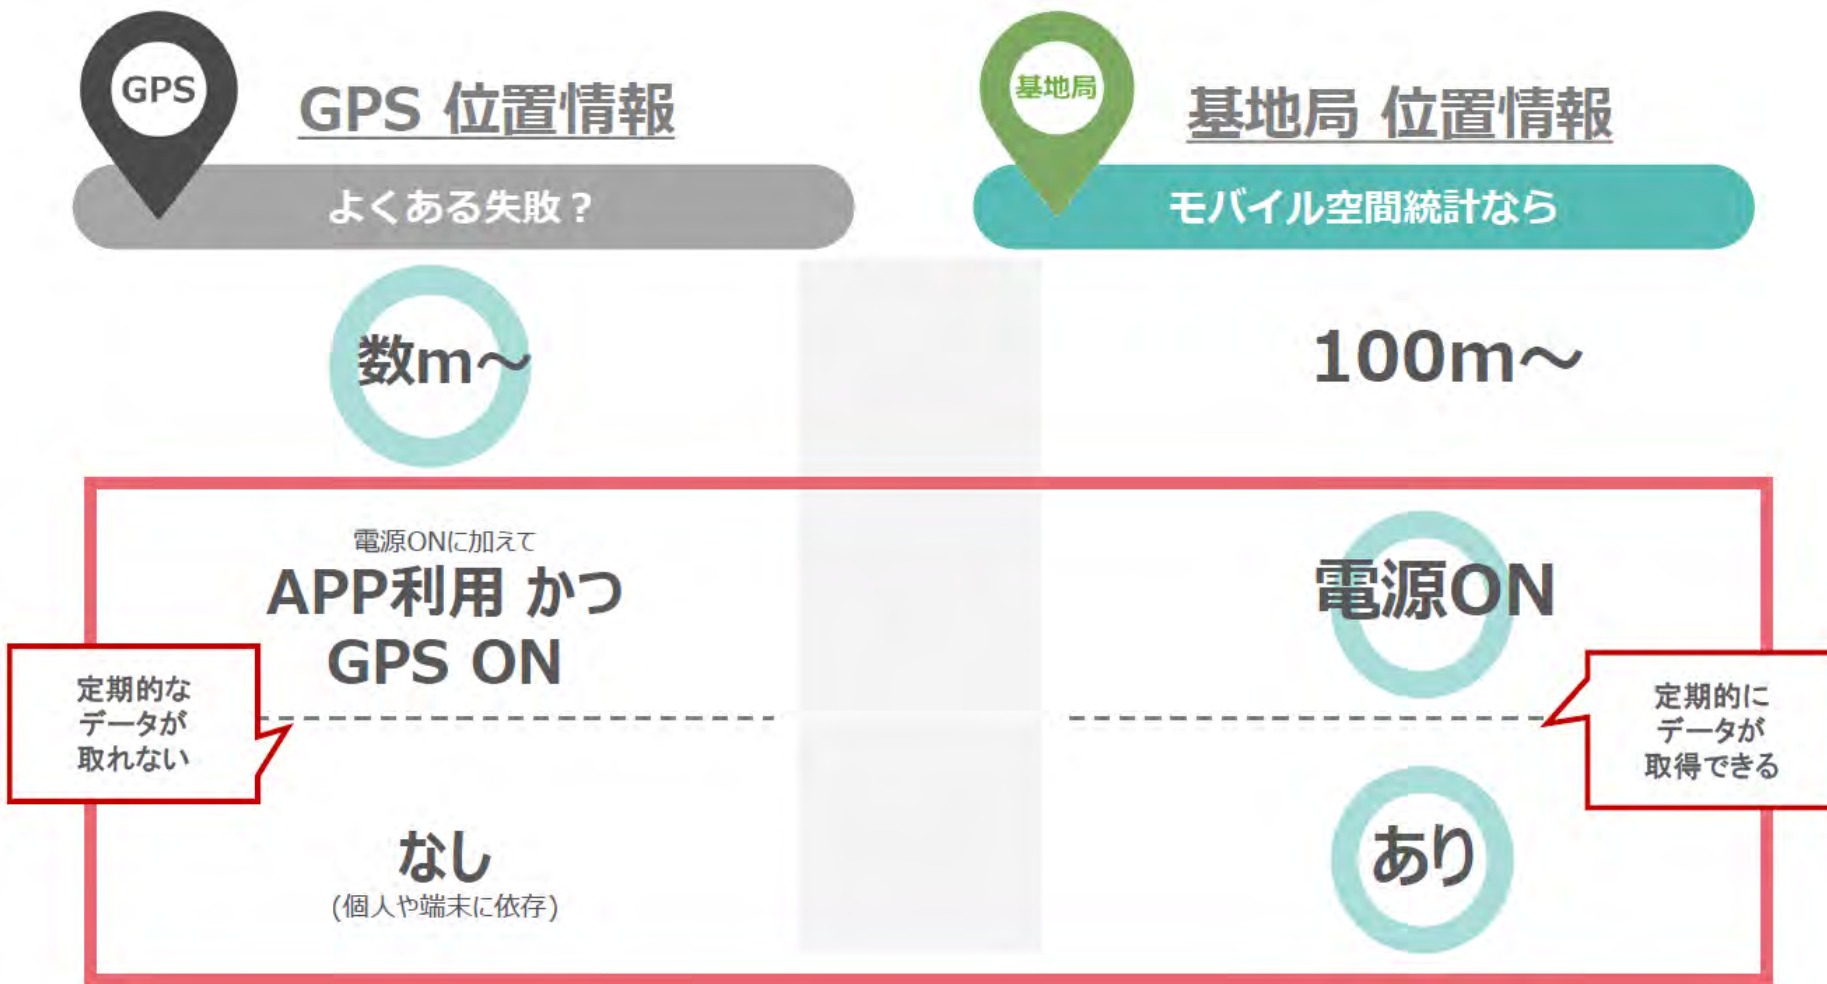 GPS
GPS 位置情報
よくある失敗？
基地局
基地局 位置情報
モバイル空間統計なら
数m～
100m～
電源ONに加えて
APP利用 かつ
GPS ON
電源ON
定期的な
データが
取れない
定期的に
データが
取得できる
なし
(個人や端末に依存)
あり